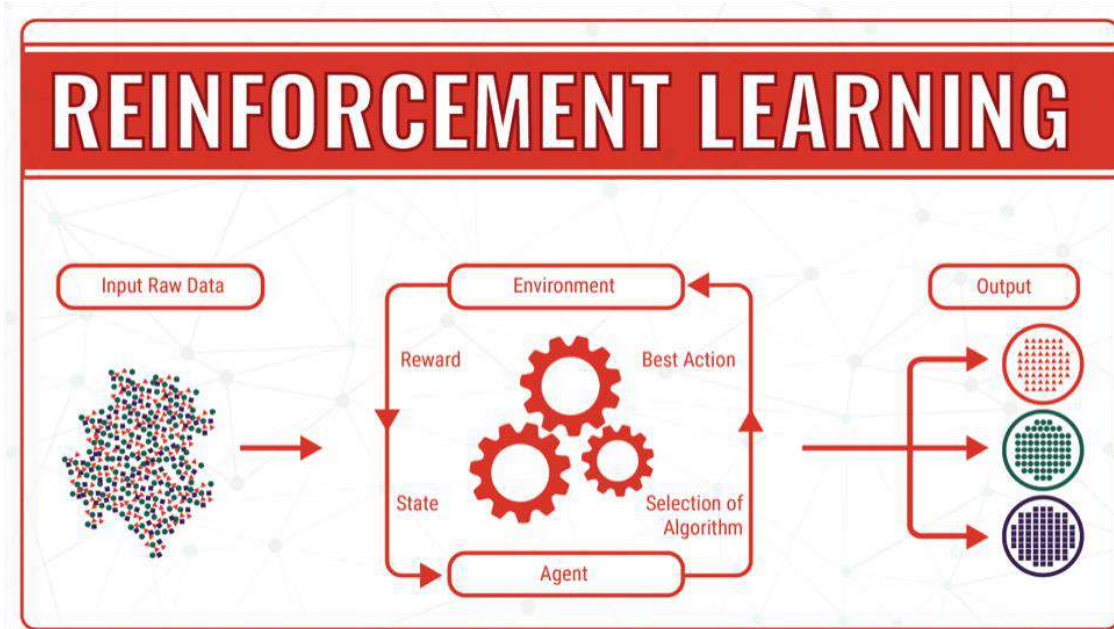 REINFORCEMENT LEARNING
Input Raw Data
Environment
Output
Reward
Best Action
State
Selection of
Algorithm
Agent